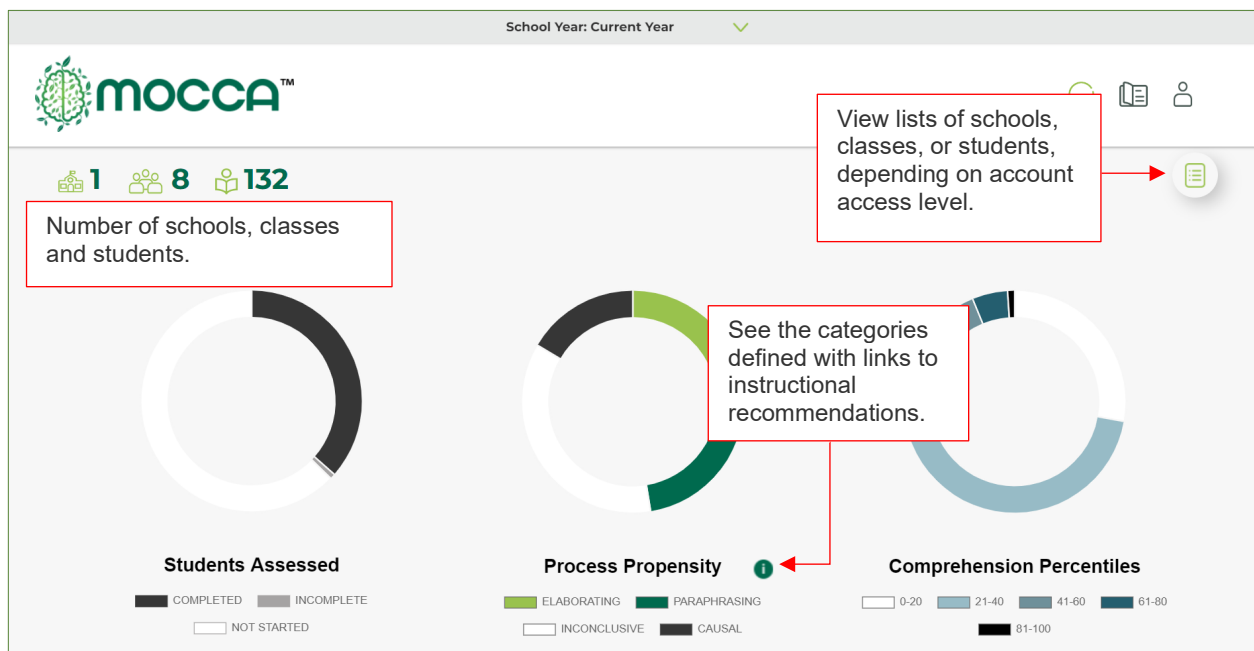 School Year: Current Year
MOCCA™
View lists of schools,
classes, or students,
depending on account
access level.
1 8 132
Number of schools, classes
and students.
See the categories
defined with links to
instructional
recommendations.
Students Assessed
COMPLETED INCOMPLETE
NOT STARTED
Process Propensity i
ELABORATING PARAPHRASING
INCONCLUSIVE CAUSAL
Comprehension Percentiles
0-20 21-40 41-60 61-80
81-100